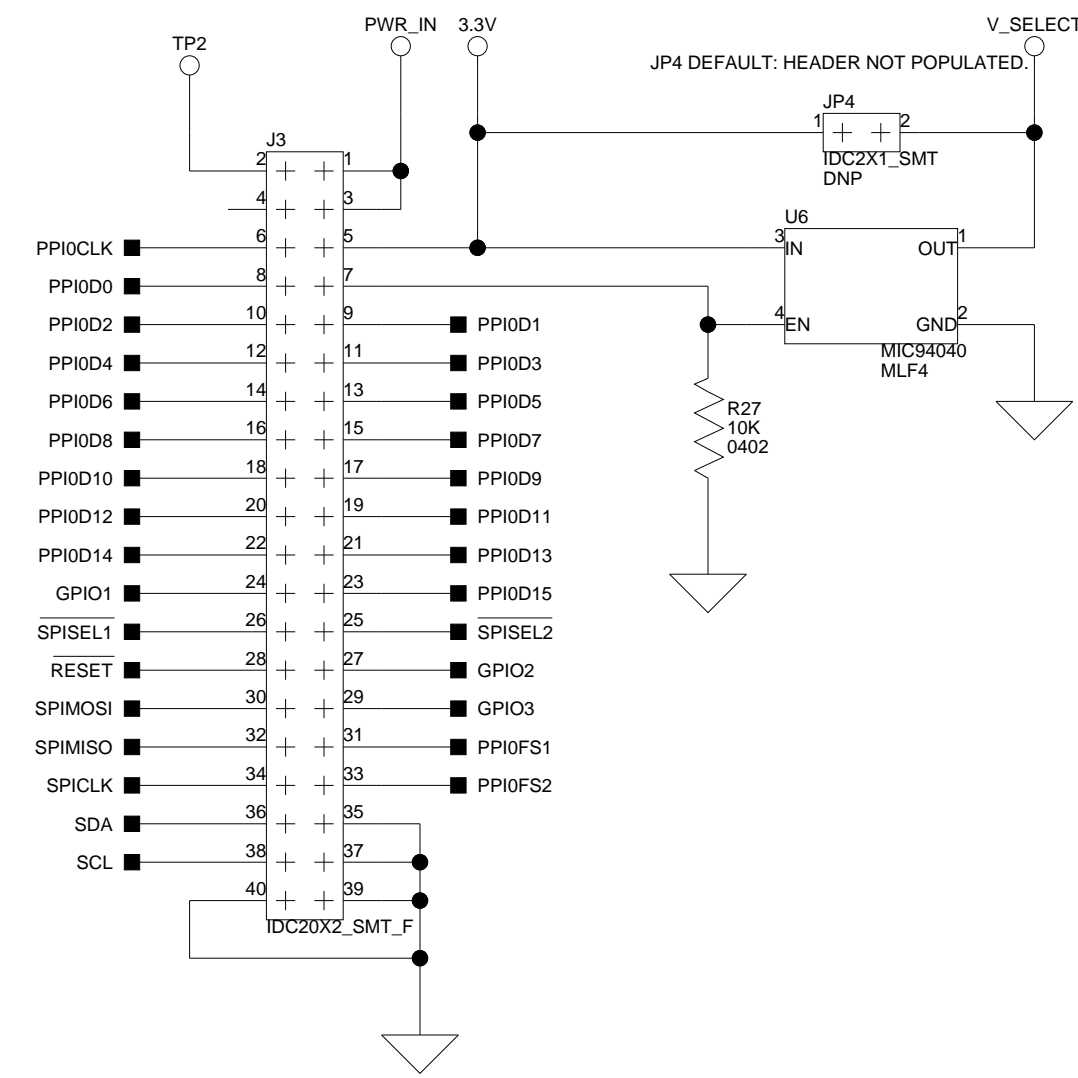 PWR_IN 3.3V V_SELECT
TP2
JP4 DEFAULT: HEADER NOT POPULATED.
JP4
1 2
IDC2X1_SMT
DNP
J3
2 1
4 3
U6
PPI0CLK 6 5 3 IN OUT 1
PPI0D0 8 7
PPI0D2 10 9 PPI0D1 4 EN GND 2
MIC94040
MLF4
PPI0D4 12 11 PPI0D3
PPI0D6 14 13 PPI0D5
R27
10K
0402
PPI0D8 16 15 PPI0D7
PPI0D10 18 17 PPI0D9
PPI0D12 20 19 PPI0D11
PPI0D14 22 21 PPI0D13
GPIO1 24 23 PPI0D15
SPISEL1 26 25 SPISEL2
RESET 28 27 GPIO2
SPIMOSI 30 29 GPIO3
SPIMISO 32 31 PPI0FS1
SPICLK 34 33 PPI0FS2
SDA 36 35
SCL 38 37
40 39
IDC20X2_SMT_F